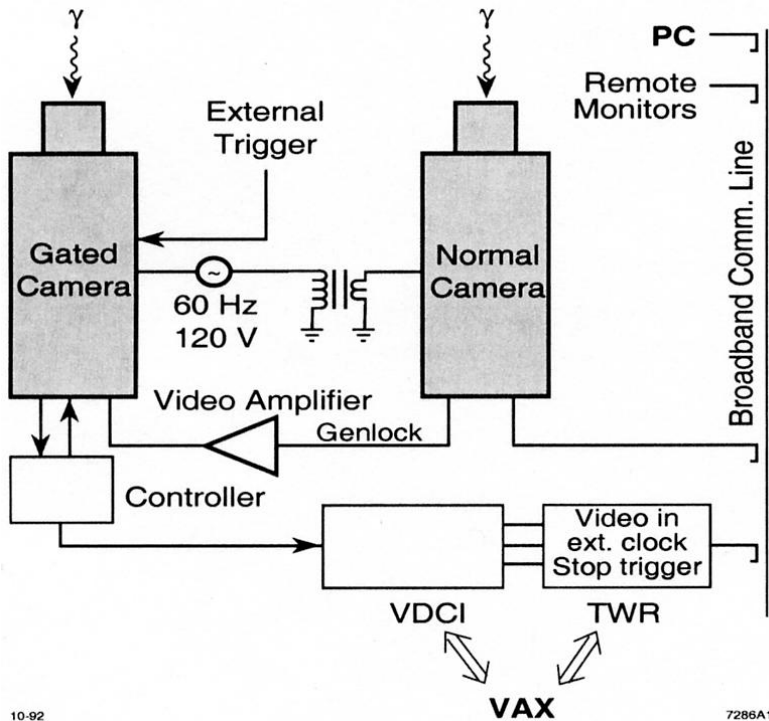 γ
γ
PC
Remote
Monitors
External
Trigger
Gated
Camera
Normal
Camera
~
60 Hz
120 V
Broadband Comm. Line
Video Amplifier
Genlock
Controller
Video in
ext. clock
Stop trigger
VDCI
TWR
VAX
10-92
7286A1